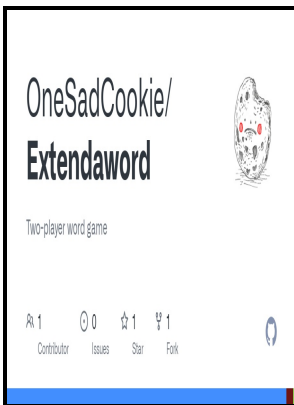 OneSadCookie/
Extendaword
Two-player word game
1 0 1 1
Contributor Issues Star Fork